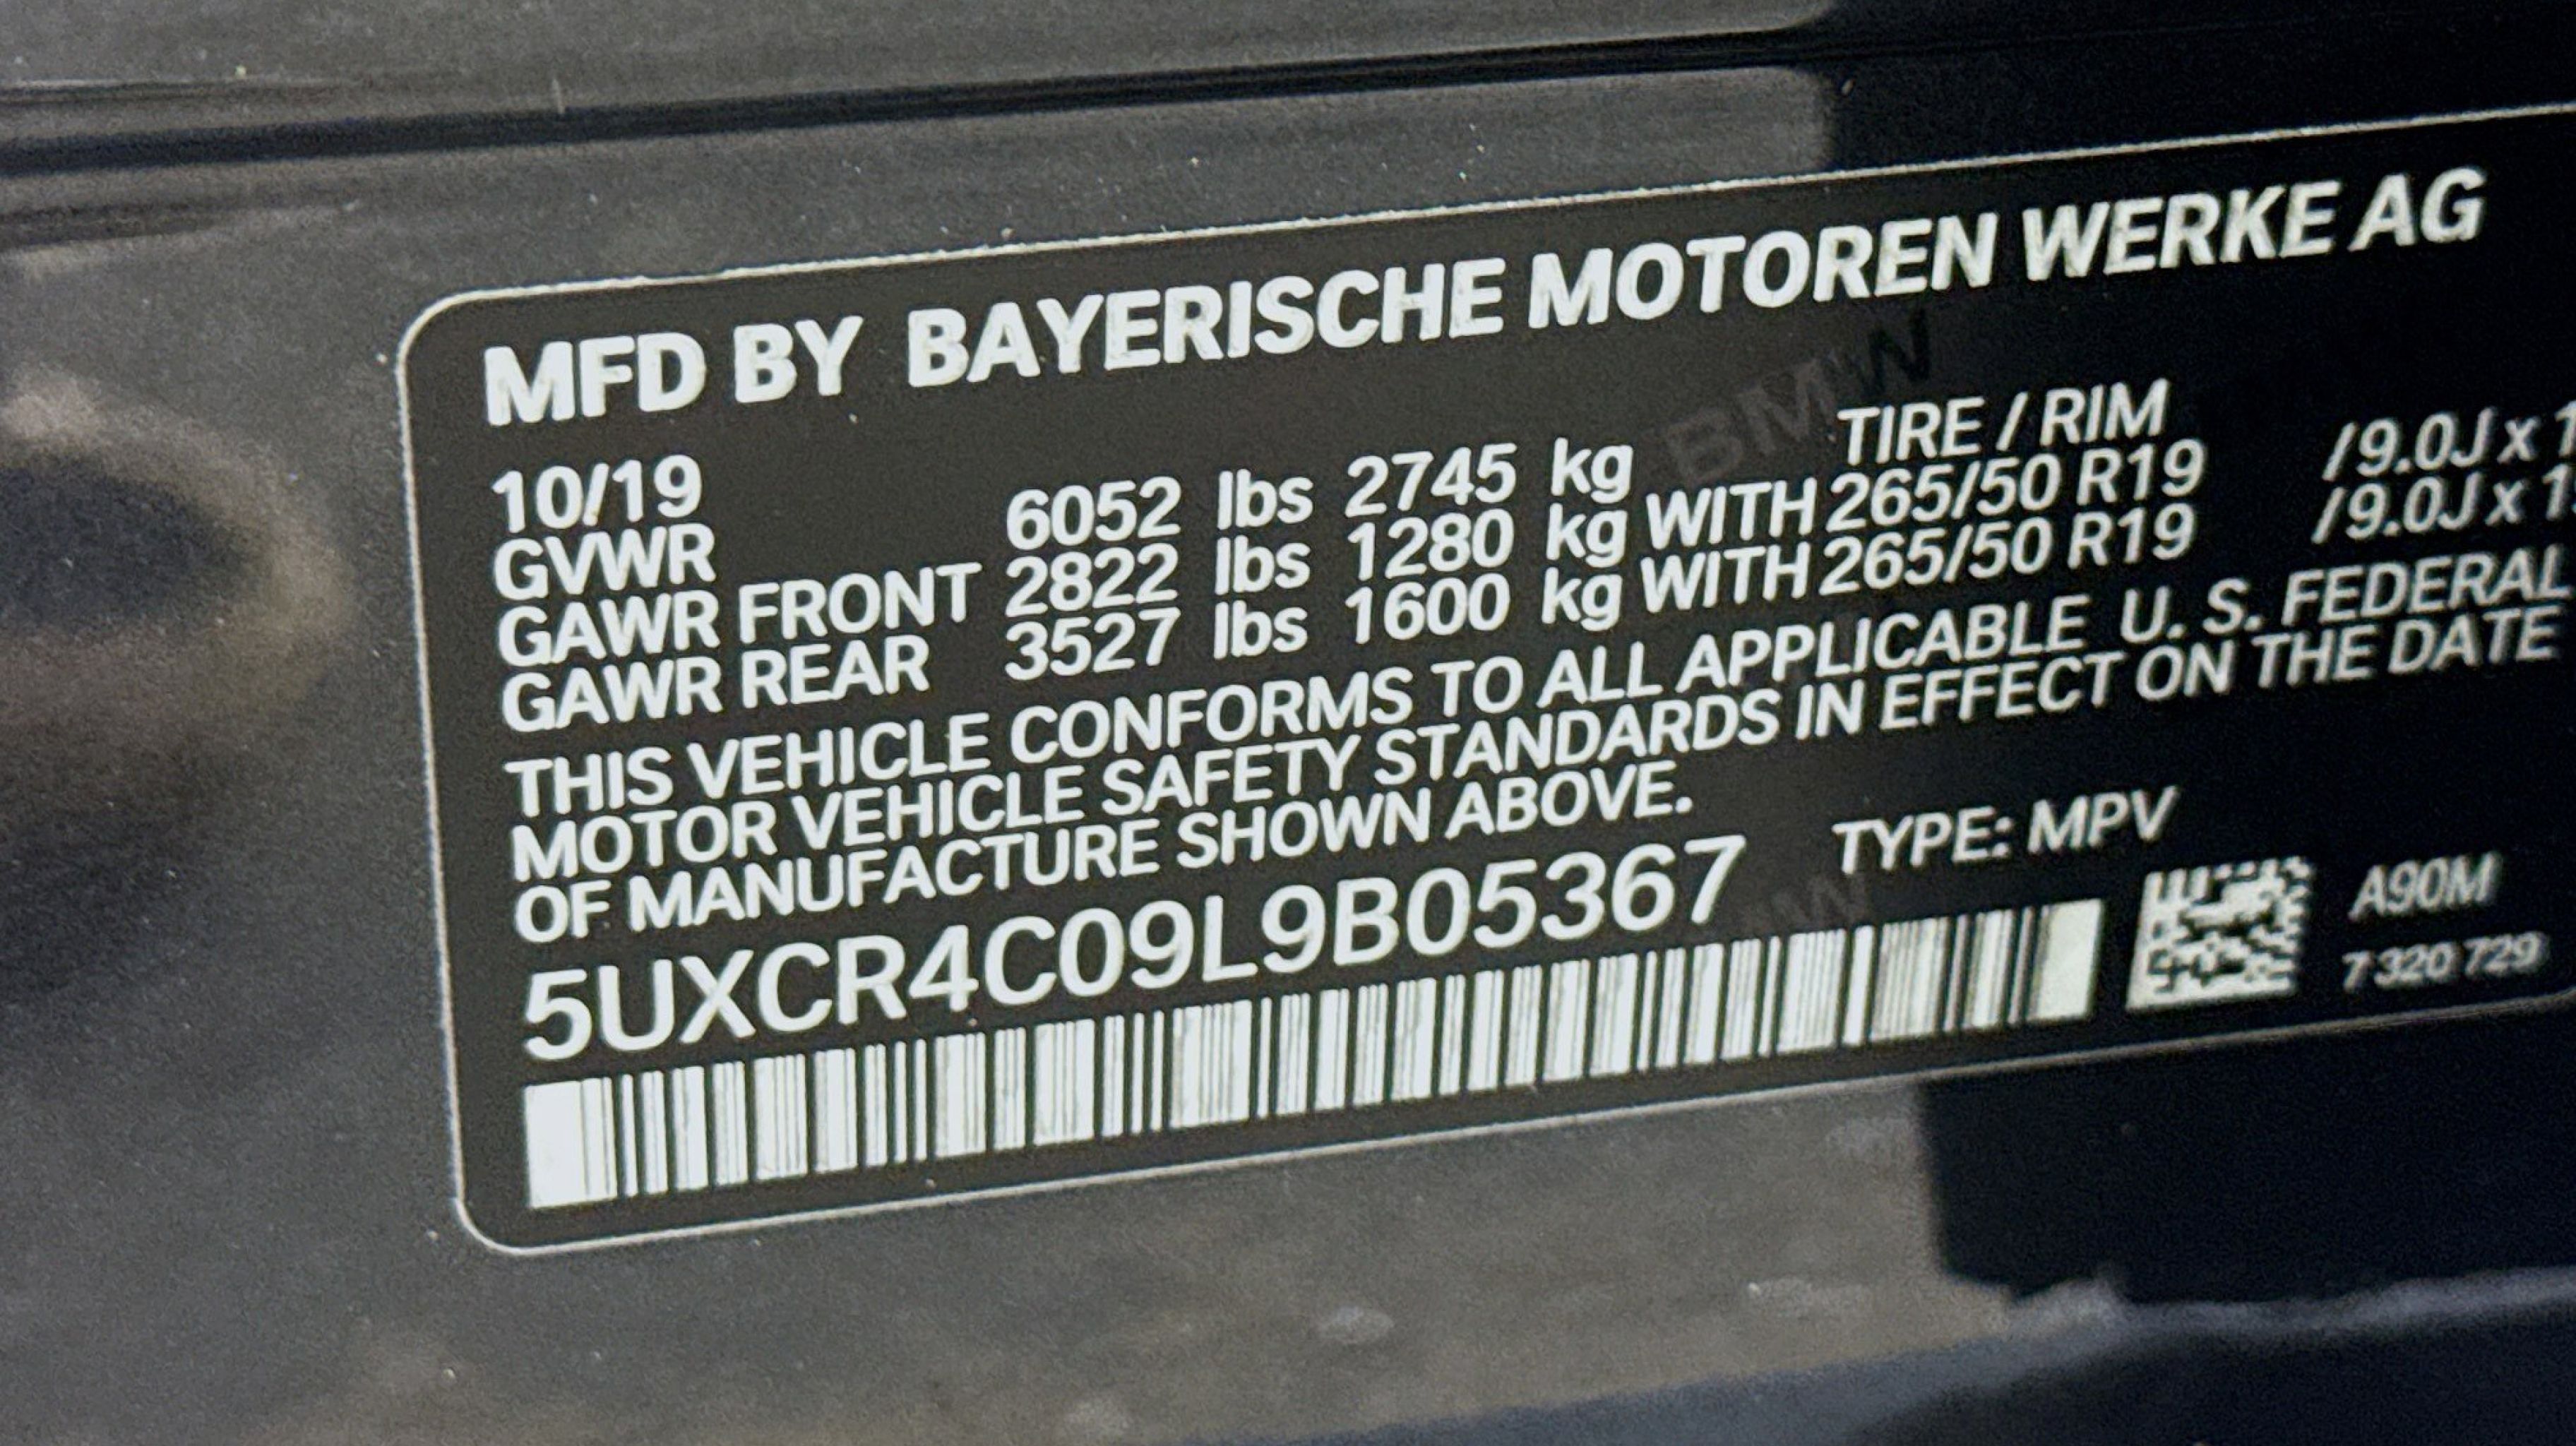 MFD BY BAYERISCHE MOTOREN WERKE AG
10/19 TIRE / RIM
GVWR 6052 lbs 2745 kg
GAWR FRONT 2822 lbs 1280 kg WITH 265/50 R19 /9.0J x 1
GAWR REAR 3527 lbs 1600 kg WITH 265/50 R19 /9.0J x 1
THIS VEHICLE CONFORMS TO ALL APPLICABLE U. S. FEDERAL
MOTOR VEHICLE SAFETY STANDARDS IN EFFECT ON THE DATE
OF MANUFACTURE SHOWN ABOVE.
5UXCR4C09L9B05367 TYPE: MPV
A90M
7 320 729
BMW